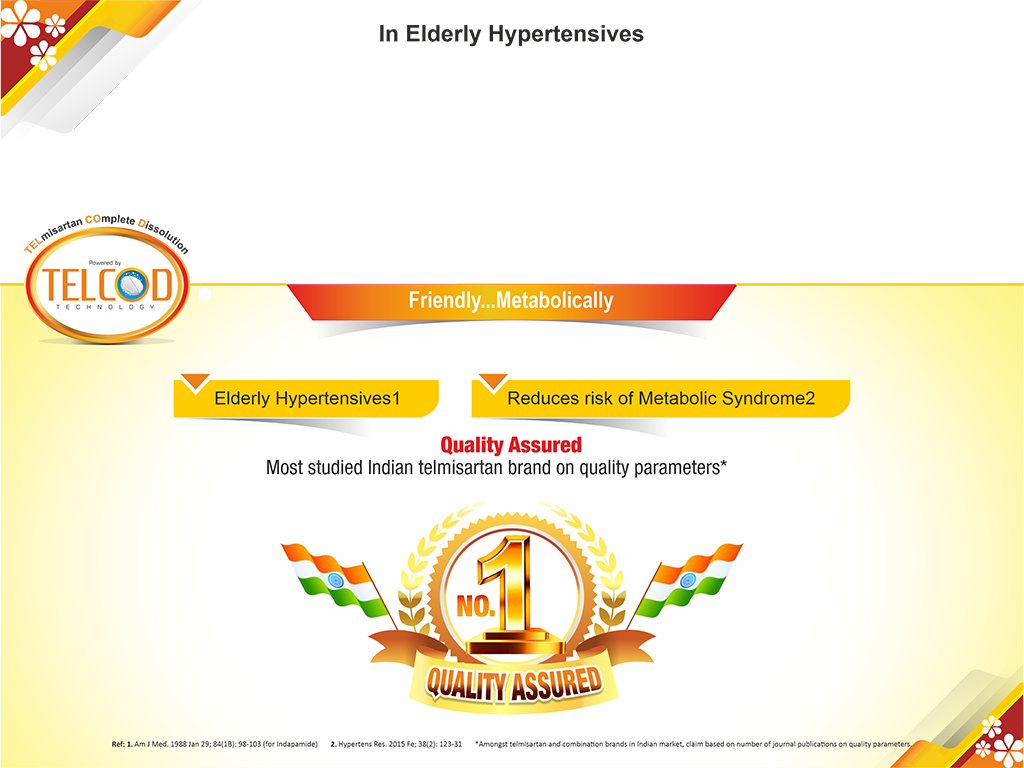 In Elderly Hypertensives
TELmisartan COmplete Dissolution
Powered by
TELCOD
TECHNOLOGY
Friendly...Metabolically
Elderly Hypertensives1
Reduces risk of Metabolic Syndrome2
Quality Assured
Most studied Indian telmisartan brand on quality parameters*
NO. 1
QUALITY ASSURED
Ref: 1. Am J Med. 1988 Jan 29; 84(1B): 98-103 (for Indapamide) 2. Hypertens Res. 2015 Fe; 38(2): 123-31 *Amongst telmisartan and combination brands in Indian market, claim based on number of journal publications on quality parameters.